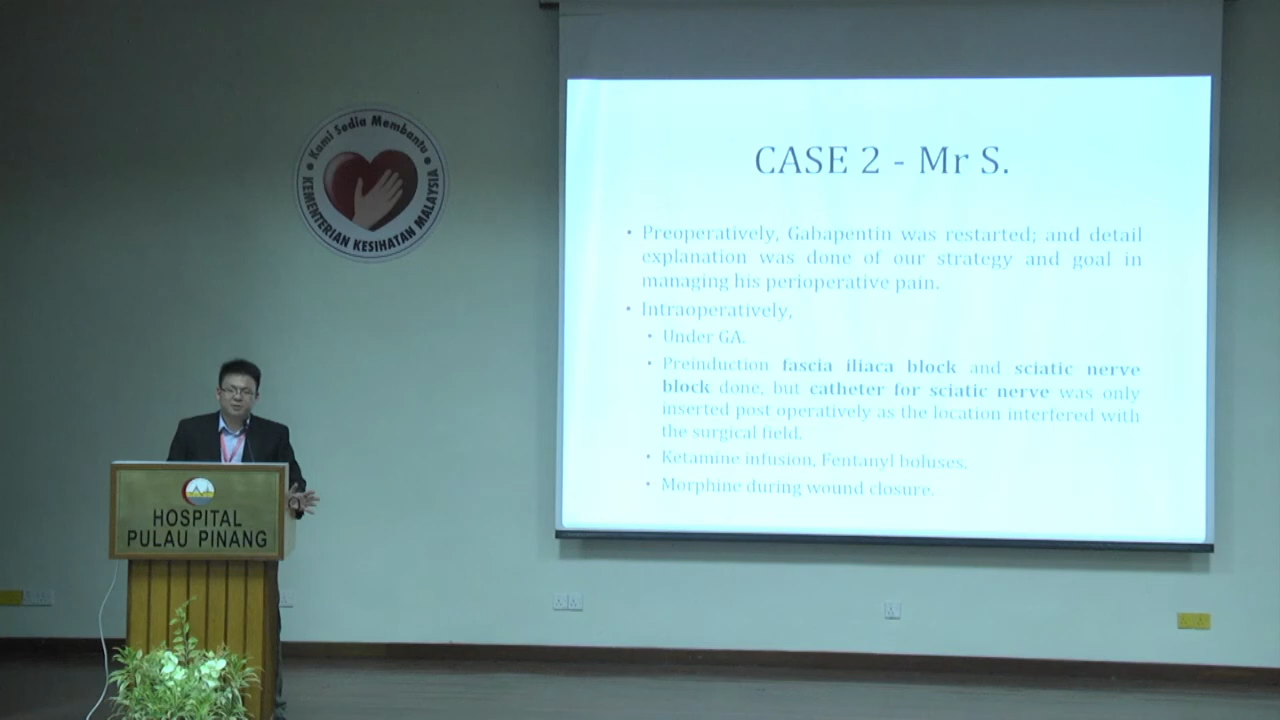 Kami Sedia Membantu
KEMENTERIAN KESIHATAN MALAYSIA
CASE 2 - Mr S.
• Preoperatively, Gabapentin was restarted; and detail
explanation was done of our strategy and goal in
managing his perioperative pain.
• Intraoperatively,
• Under GA.
• Preinduction fascia iliaca block and sciatic nerve
block done, but catheter for sciatic nerve was only
inserted post operatively as the location interfered with
the surgical field.
• Ketamine infusion, Fentanyl boluses.
• Morphine during wound closure.
HOSPITAL
PULAU PINANG